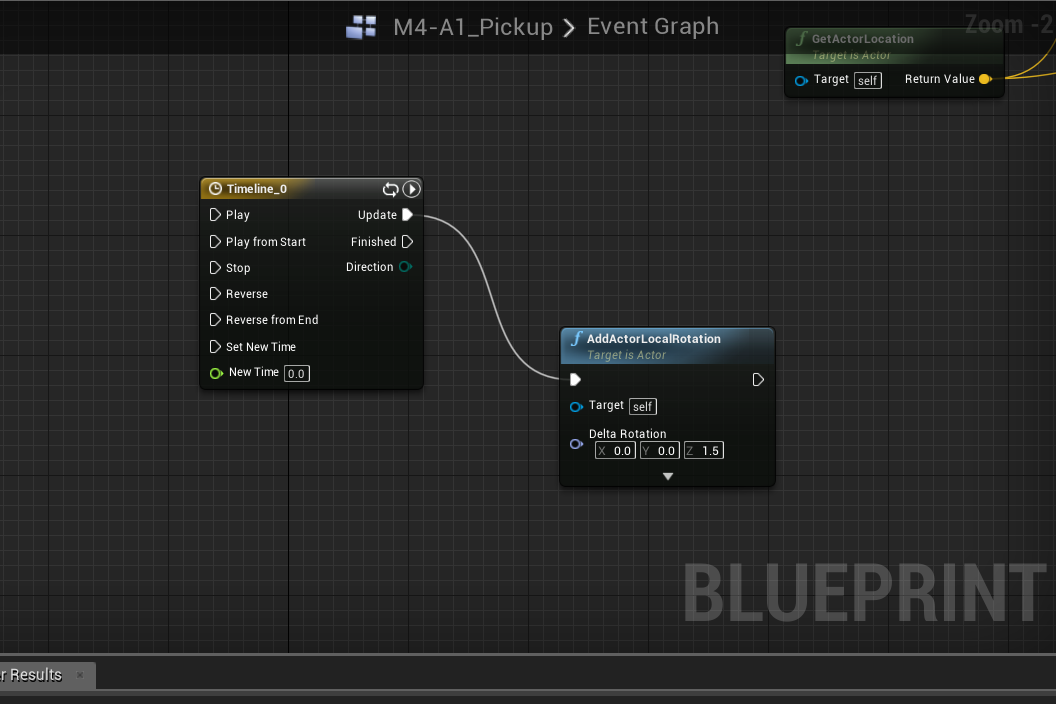 M4-A1_Pickup > Event Graph
Zoom -2
f GetActorLocation
Target is Actor
Target self Return Value
Timeline_0
Play Update
Play from Start Finished
Stop Direction
Reverse
Reverse from End
Set New Time
New Time 0.0
f AddActorLocalRotation
Target is Actor
Target self
Delta Rotation
X 0.0 Y 0.0 Z 1.5
BLUEPRINT
r Results ×